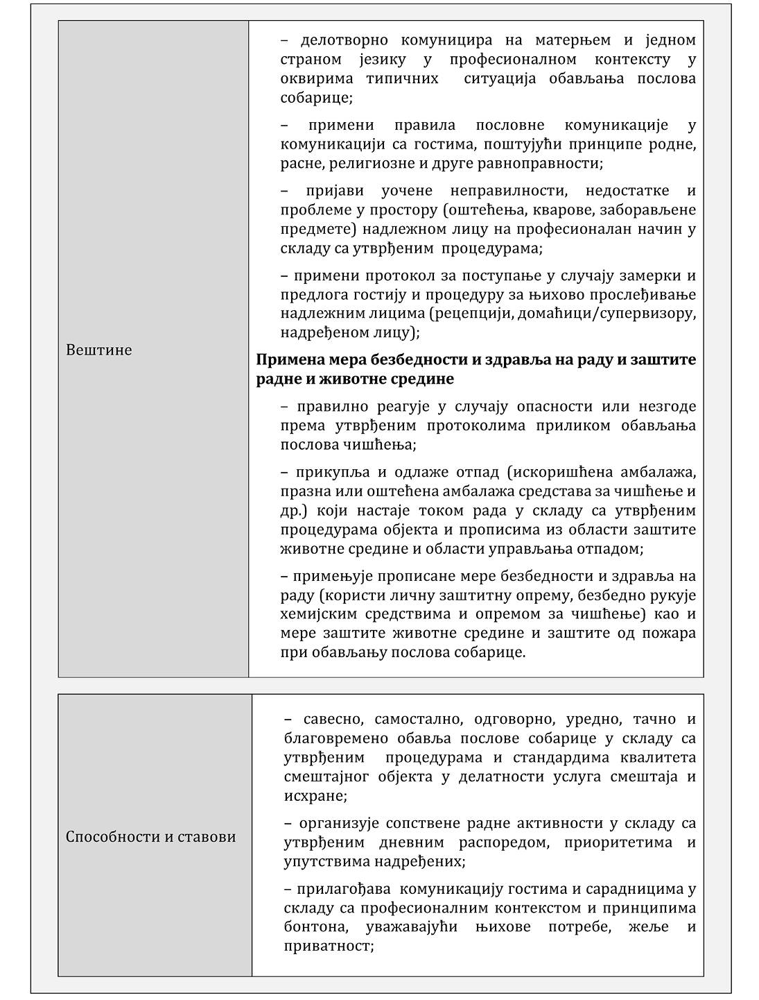 – делотворно комуницира на матерњем и једном
страном језику у професионалном контексту у
оквирима типичних ситуација обављања послова
собарице;
– примени правила пословне комуникације у
комуникацији са гостима, поштујући принципе родне,
расне, религиозне и друге равноправности;
– пријави уочене неправилности, недостатке и
проблеме у простору (оштећења, кварове, заборављене
предмете) надлежном лицу на професионалан начин у
складу са утврђеним процедурама;
– примени протокол за поступање у случају замерки и
предлога гостију и процедуру за њихово прослеђивање
надлежним лицима (рецепцији, домаћици/супервизору,
надређеном лицу);
Вештине
Примена мера безбедности и здравља на раду и заштите
радне и животне средине
– правилно реагује у случају опасности или незгоде
према утврђеним протоколима приликом обављања
послова чишћења;
– прикупља и одлаже отпад (искоришћена амбалажа,
празна или оштећена амбалажа средстава за чишћење и
др.) који настаје током рада у складу са утврђеним
процедурама објекта и прописима из области заштите
животне средине и области управљања отпадом;
– примењује прописане мере безбедности и здравља на
раду (користи личну заштитну опрему, безбедно рукује
хемијским средствима и опремом за чишћење) као и
мере заштите животне средине и заштите од пожара
при обављању послова собарице.
– савесно, самостално, одговорно, уредно, тачно и
благовремено обавља послове собарице у складу са
утврђеним процедурама и стандардима квалитета
смештајног објекта у делатности услуга смештаја и
исхране;
Способности и ставови
– организује сопствене радне активности у складу са
утврђеним дневним распоредом, приоритетима и
упутствима надређених;
– прилагођава комуникацију гостима и сарадницима у
складу са професионалним контекстом и принципима
бонтона, уважавајући њихове потребе, жеље и
приватност;